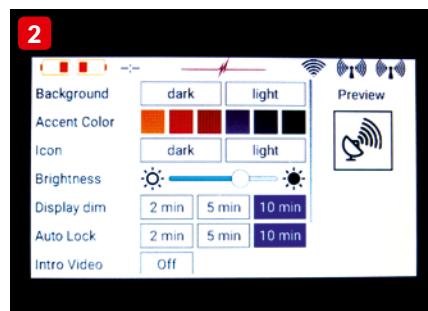 2
Background dark light Preview
Accent Color
Icon dark light
Brightness
Display dim 2 min 5 min 10 min
Auto Lock 2 min 5 min 10 min
Intro Video Off